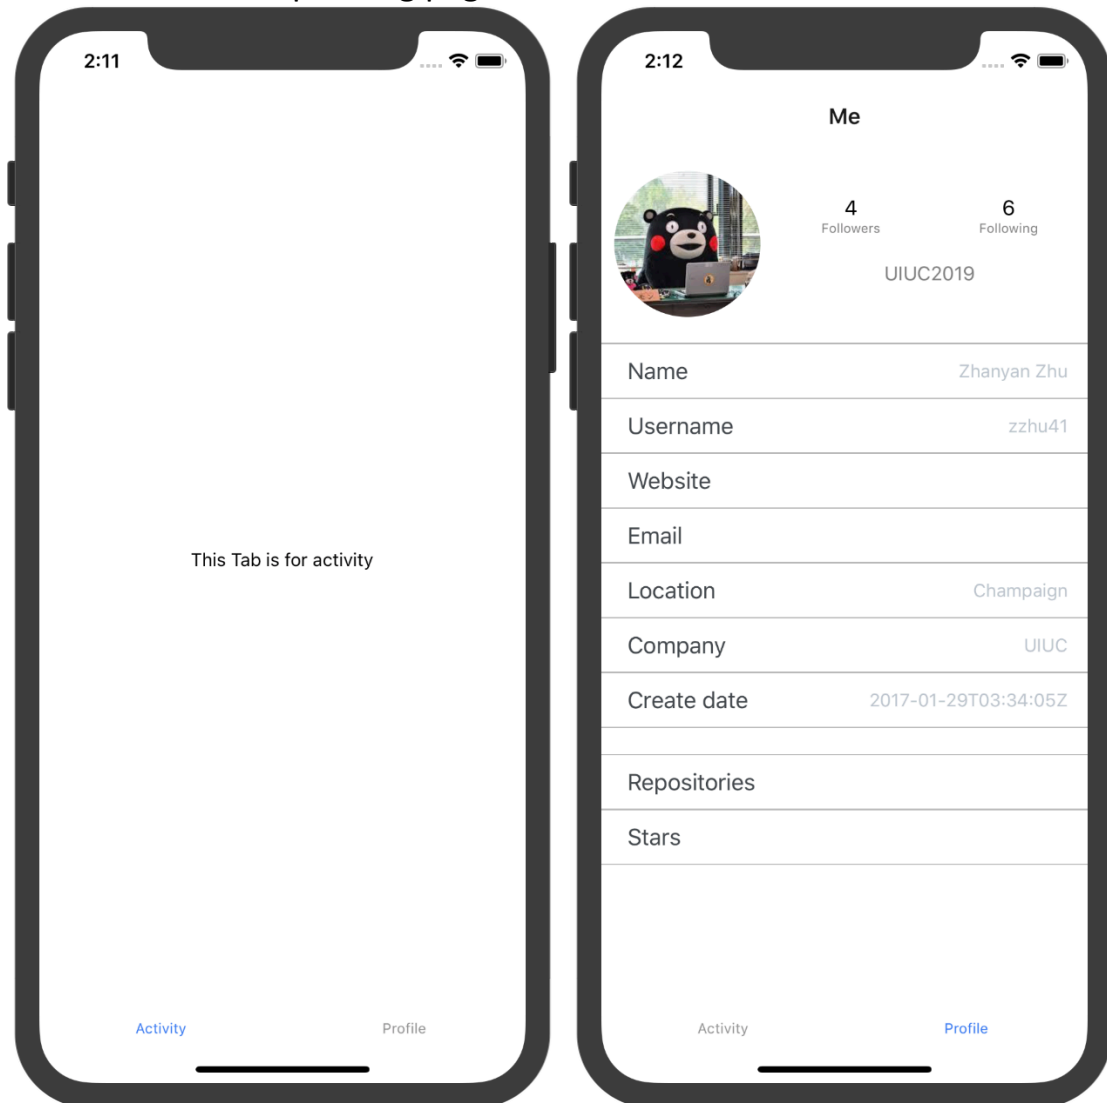 2:11
This Tab is for activity
Activity Profile
2:12
Me
4 6
Followers Following
UIUC2019
Name Zhanyan Zhu
Username zzhu41
Website
Email
Location Champaign
Company UIUC
Create date 2017-01-29T03:34:05Z
Repositories
Stars
Activity Profile